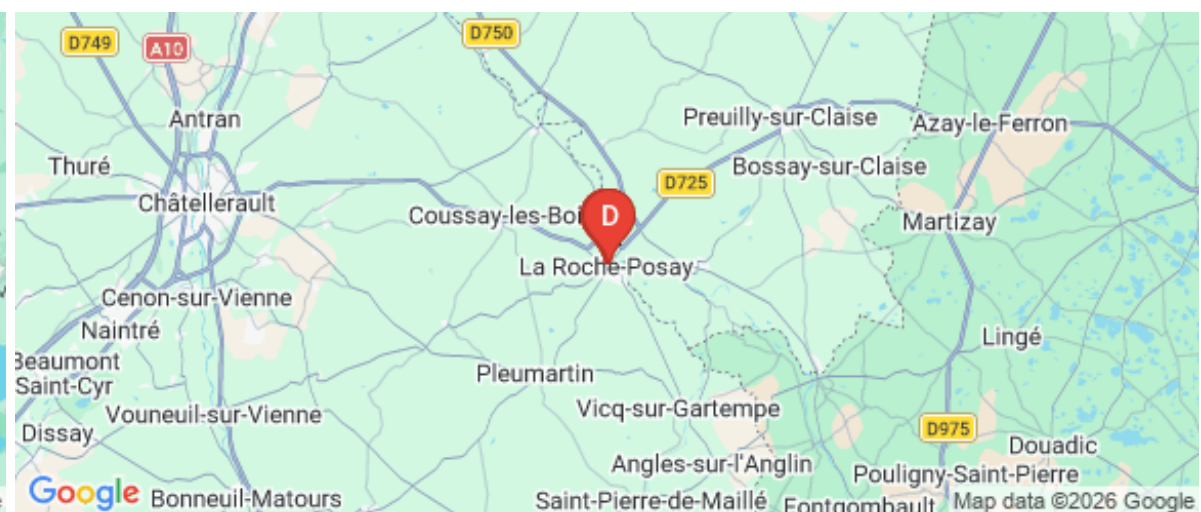 D749
A10
D750
Antran
Preuilly-sur-Claise
Azay-le-Ferron
Thuré
Bossay-sur-Claise
D725
Châtellerault
Coussay-les-Boi
D
Martizay
La Roche-Posay
Cenon-sur-Vienne
Naintré
Lingé
Beaumont
Saint-Cyr
Pleumartin
Vouneuil-sur-Vienne
Vicq-sur-Gartempe
D975
Dissay
Douadic
Angles-sur-l'Anglin
Pouligny-Saint-Pierre
Google
Bonneuil-Matours
Saint-Pierre-de-Maillé
Fontgombault
Map data ©2026 Google